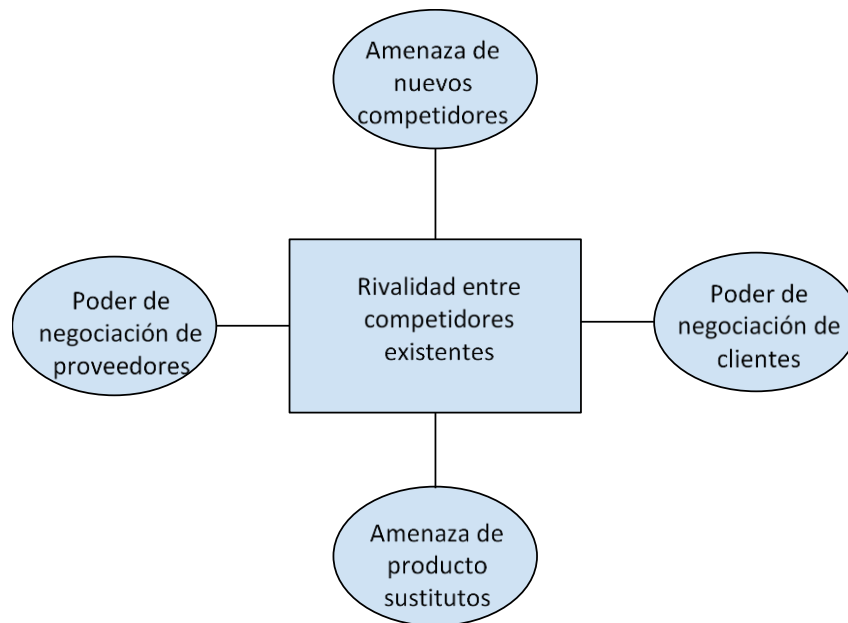 Amenaza de
nuevos
competidores
Poder de
negociación de
proveedores
Rivalidad entre
competidores
existentes
Poder de
negociación de
clientes
Amenaza de
producto
sustitutos